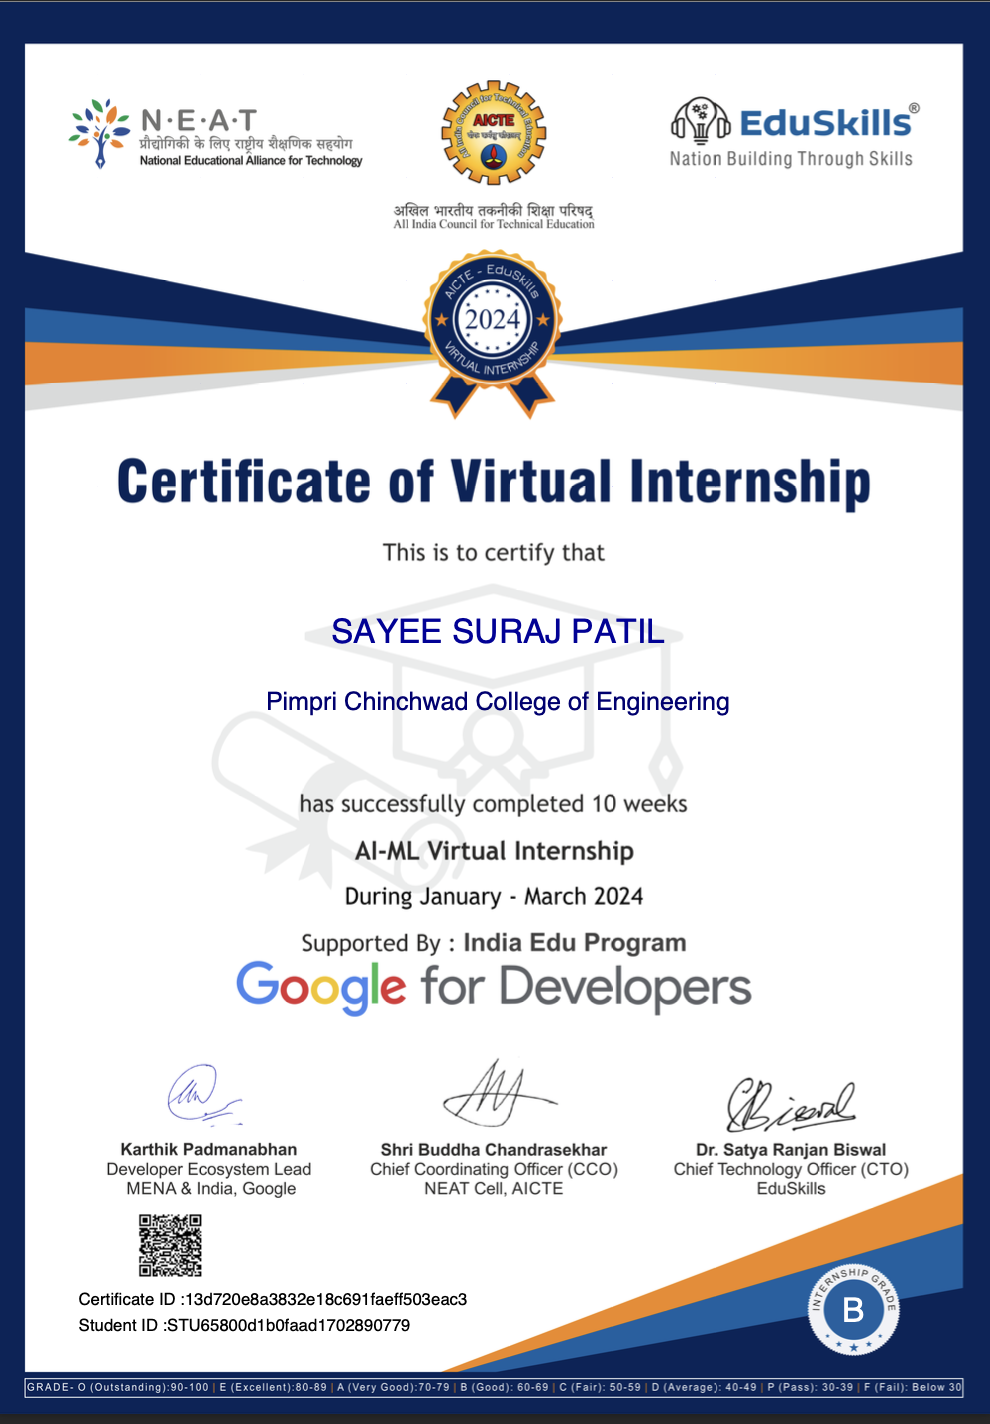 N·E·A·T
प्रौद्योगिकी के लिए राष्ट्रीय शैक्षणिक सहयोग
National Educational Alliance for Technology
All India Council for Technical Education
AICTE
योगः कर्मसु कौशलम्
अखिल भारतीय तकनीकी शिक्षा परिषद्
All India Council for Technical Education
EduSkills®
Nation Building Through Skills
AICTE - EduSkills
2024
VIRTUAL INTERNSHIP
Certificate of Virtual Internship
This is to certify that
SAYEE SURAJ PATIL
Pimpri Chinchwad College of Engineering
has successfully completed 10 weeks
AI-ML Virtual Internship
During January - March 2024
Supported By : India Edu Program
Google for Developers
Karthik Padmanabhan
Developer Ecosystem Lead
MENA & India, Google
Shri Buddha Chandrasekhar
Chief Coordinating Officer (CCO)
NEAT Cell, AICTE
Dr. Satya Ranjan Biswal
Chief Technology Officer (CTO)
EduSkills
Certificate ID :13d720e8a3832e18c691faeff503eac3
Student ID :STU65800d1b0faad1702890779
INTERNSHIP GRADE
B
GRADE- O (Outstanding):90-100 | E (Excellent):80-89 | A (Very Good):70-79 | B (Good): 60-69 | C (Fair): 50-59 | D (Average): 40-49 | P (Pass): 30-39 | F (Fail): Below 30